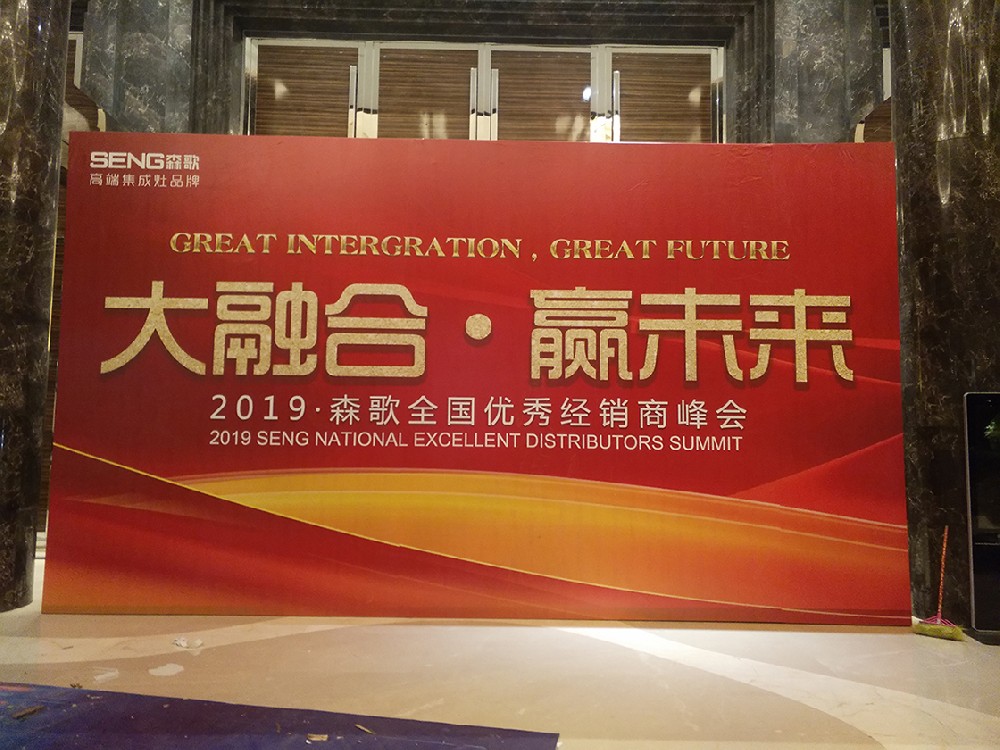 SENG森歌
高端集成灶品牌
GREAT INTERGRATION , GREAT FUTURE
大融合·赢未来
2019·森歌全国优秀经销商峰会
2019 SENG NATIONAL EXCELLENT DISTRIBUTORS SUMMIT